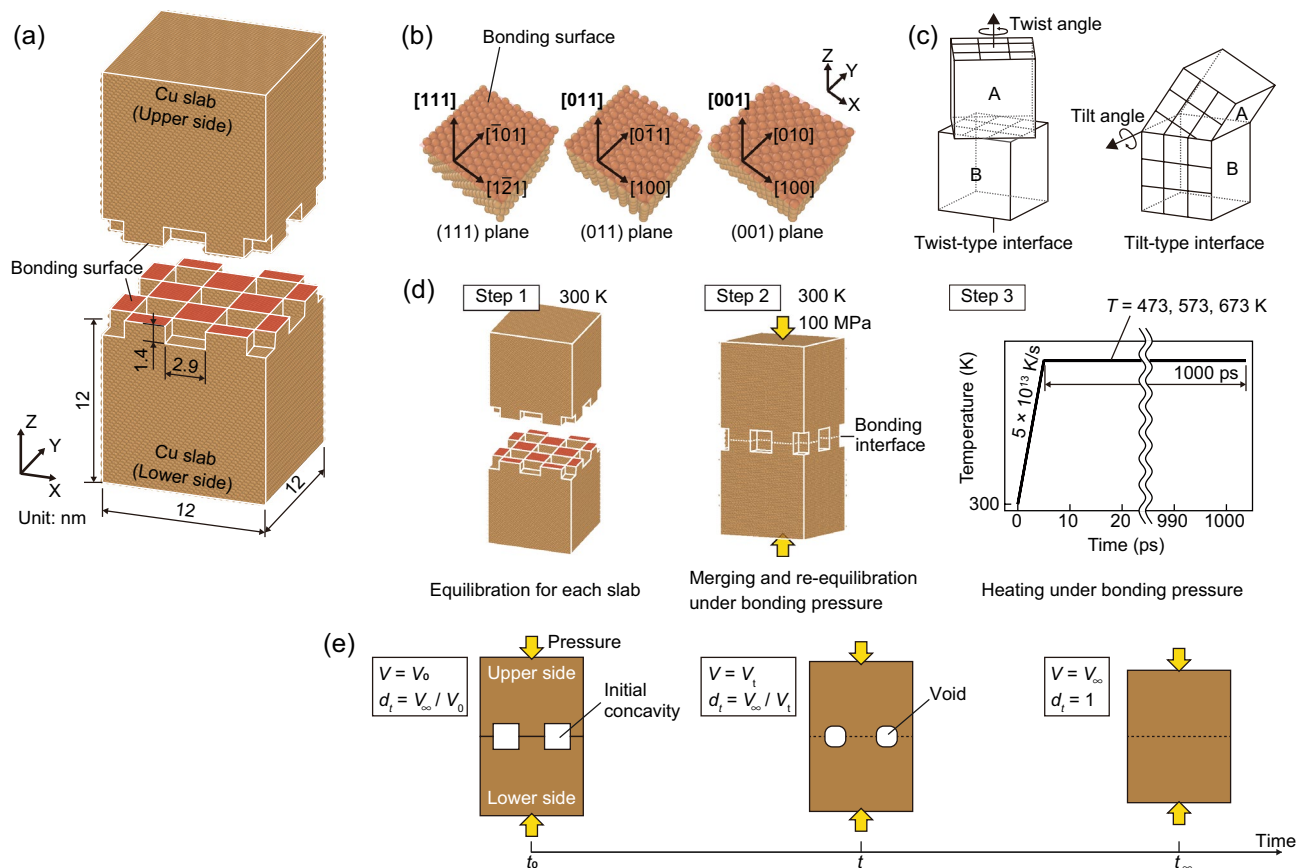 (a)
Cu slab
(Upper side)
Bonding surface
1.4
2.9
12
Cu slab
(Lower side)
Z
Y
X
12
12
Unit: nm
(b)
Bonding surface
Z
Y
X
[111]
[1̅01]
[12̅1]
(111) plane
[011]
[01̅1]
[100]
(011) plane
[001]
[010]
[100]
(001) plane
(c)
Twist angle
A
B
Twist-type interface
Tilt angle
A
B
Tilt-type interface
(d)
Step 1
300 K
Equilibration for each slab
Step 2
300 K
100 MPa
Bonding
interface
Merging and re-equilibration
under bonding pressure
Step 3
T = 473, 573, 673 K
Temperature (K)
5 × 10¹³ K/s
1000 ps
300
0
10
20
990
1000
Time (ps)
Heating under bonding pressure
(e)
V = V₀
dₜ = V∞ / V₀
Pressure
Upper side
Initial
concavity
Lower side
V = Vₜ
dₜ = V∞ / Vₜ
Void
V = V∞
dₜ = 1
t₀
t
t∞
Time